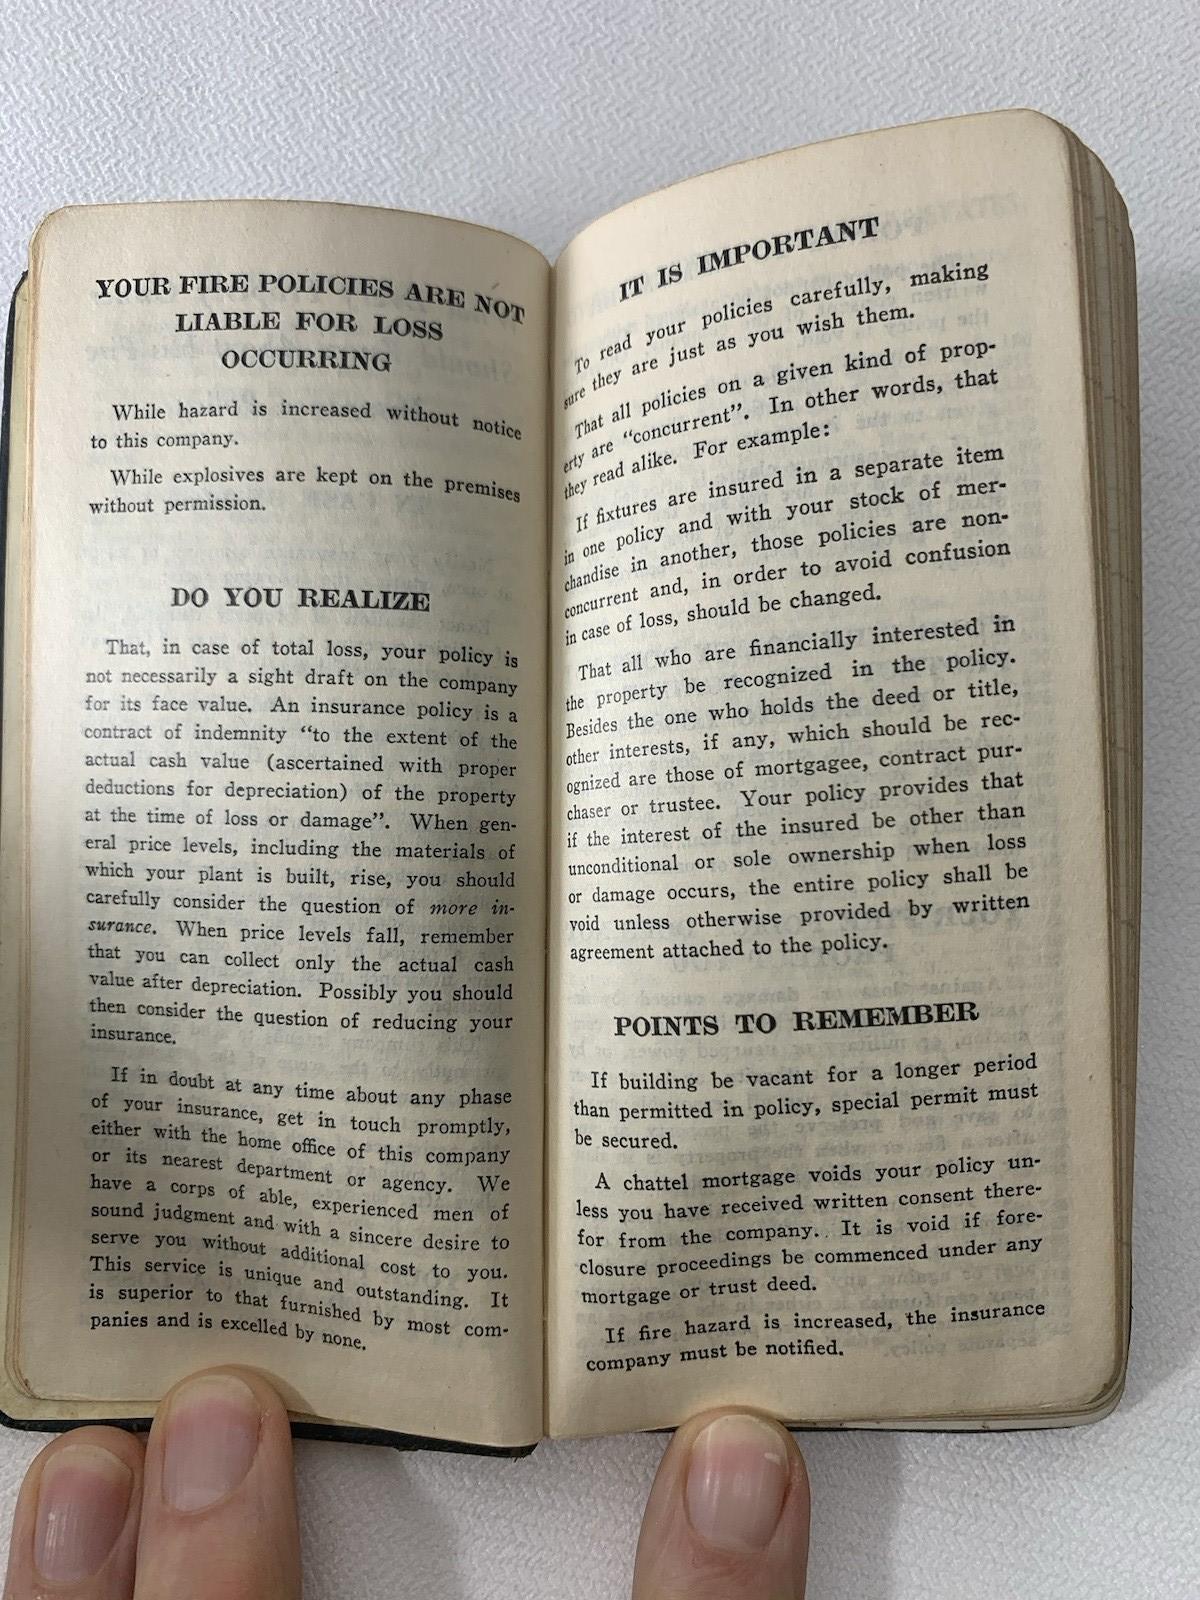 YOUR FIRE POLICIES ARE NOT
LIABLE FOR LOSS
OCCURRING
While hazard is increased without notice
to this company.
While explosives are kept on the premises
without permission.
DO YOU REALIZE
That, in case of total loss, your policy is
not necessarily a sight draft on the company
for its face value. An insurance policy is a
contract of indemnity "to the extent of the
actual cash value (ascertained with proper
deductions for depreciation) of the property
at the time of loss or damage". When gen-
eral price levels, including the materials of
which your plant is built, rise, you should
carefully consider the question of more in-
surance. When price levels fall, remember
that you can collect only the actual cash
value after depreciation. Possibly you should
then consider the question of reducing your
insurance.
If in doubt at any time about any phase
of your insurance, get in touch promptly,
either with the home office of this company
or its nearest department or agency. We
have a corps of able, experienced men of
sound judgment and with a sincere desire to
serve you without additional cost to you.
This service is unique and outstanding. It
is superior to that furnished by most com-
panies and is excelled by none.
IT IS IMPORTANT
To read your policies carefully, making
sure they are just as you wish them.
That all policies on a given kind of prop-
erty are "concurrent". In other words, that
they read alike. For example:
If fixtures are insured in a separate item
in one policy and with your stock of mer-
chandise in another, those policies are non-
concurrent and, in order to avoid confusion
in case of loss, should be changed.
That all who are financially interested in
the property be recognized in the policy.
Besides the one who holds the deed or title,
other interests, if any, which should be rec-
ognized are those of mortgagee, contract pur-
chaser or trustee. Your policy provides that
if the interest of the insured be other than
unconditional or sole ownership when loss
or damage occurs, the entire policy shall be
void unless otherwise provided by written
agreement attached to the policy.
POINTS TO REMEMBER
If building be vacant for a longer period
than permitted in policy, special permit must
be secured.
A chattel mortgage voids your policy un-
less you have received written consent there-
for from the company. It is void if fore-
closure proceedings be commenced under any
mortgage or trust deed.
If fire hazard is increased, the insurance
company must be notified.